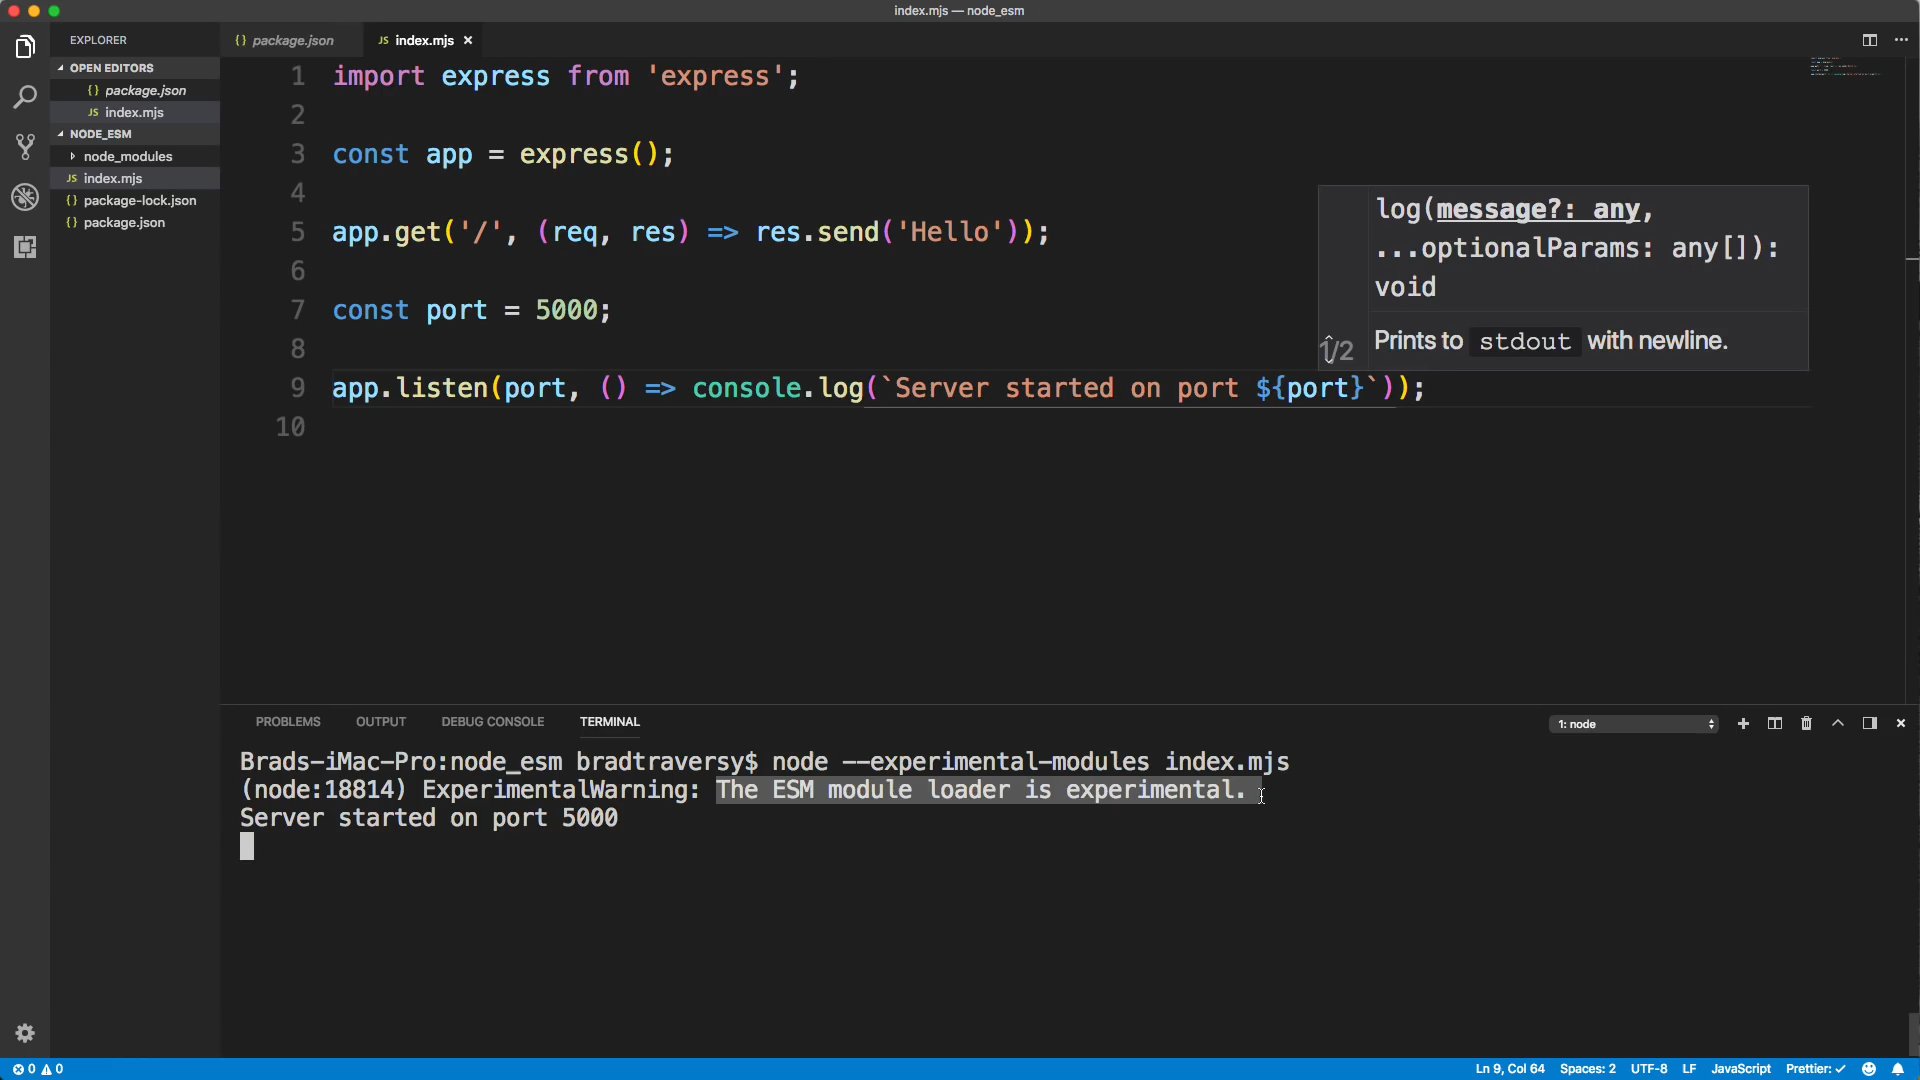 index.mjs — node_esm
EXPLORER
OPEN EDITORS
{} package.json
JS index.mjs
NODE_ESM
node_modules
JS index.mjs
{} package-lock.json
{} package.json
{} package.json
JS index.mjs ×
1 import express from 'express';
2
3 const app = express();
4
5 app.get('/', (req, res) => res.send('Hello'));
6
7 const port = 5000;
8
9 app.listen(port, () => console.log(`Server started on port ${port}`));
10
log(message?: any,
...optionalParams: any[]):
void
1/2
Prints to stdout with newline.
PROBLEMS OUTPUT DEBUG CONSOLE TERMINAL
1: node
Brads-iMac-Pro:node_esm bradtraversy$ node --experimental-modules index.mjs
(node:18814) ExperimentalWarning: The ESM module loader is experimental.
Server started on port 5000
0 0
Ln 9, Col 64 Spaces: 2 UTF-8 LF JavaScript Prettier: ✓